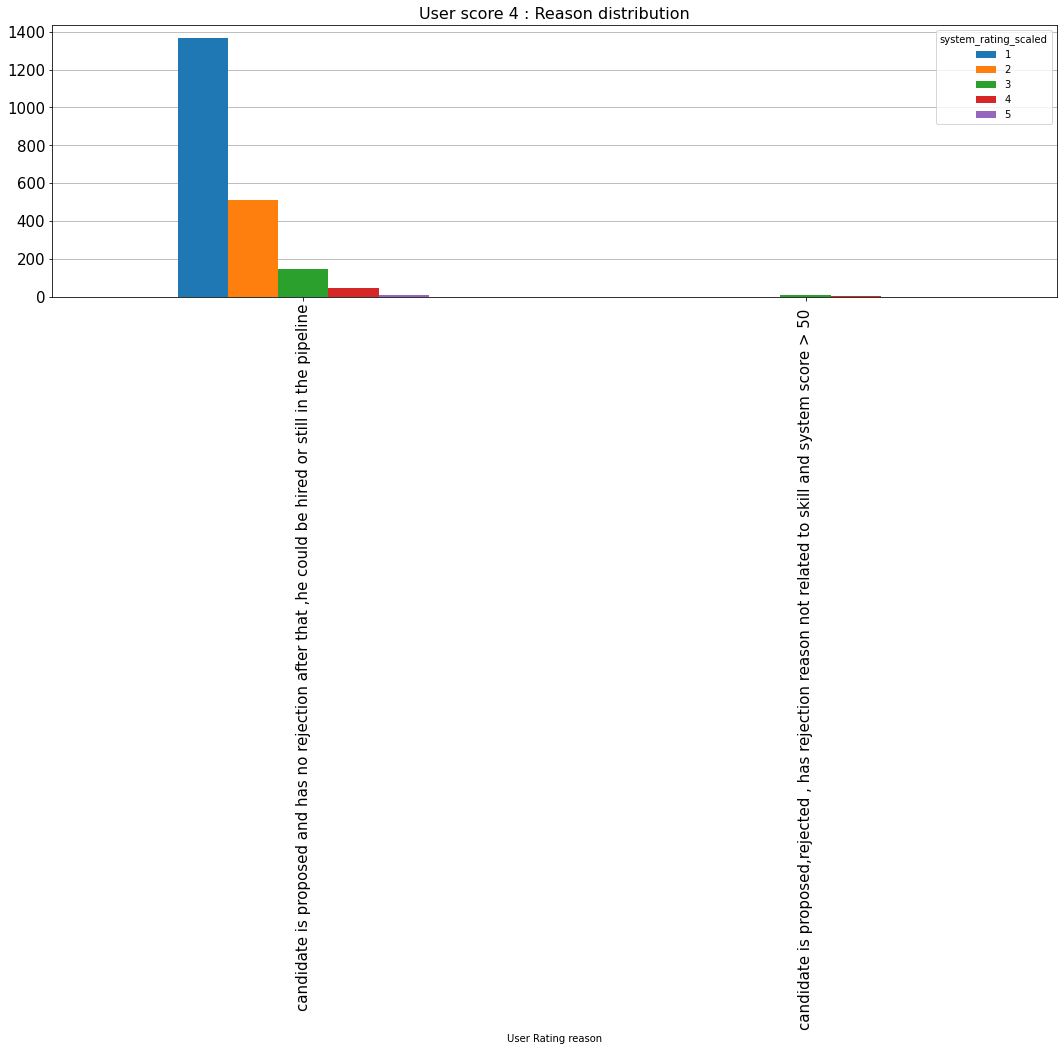 User score 4 : Reason distribution
system_rating_scaled
1
2
3
4
5
1400
1200
1000
800
600
400
200
0
candidate is proposed and has no rejection after that ,he could be hired or still in the pipeline
candidate is proposed,rejected , has rejection reason not related to skill and system score > 50
User Rating reason